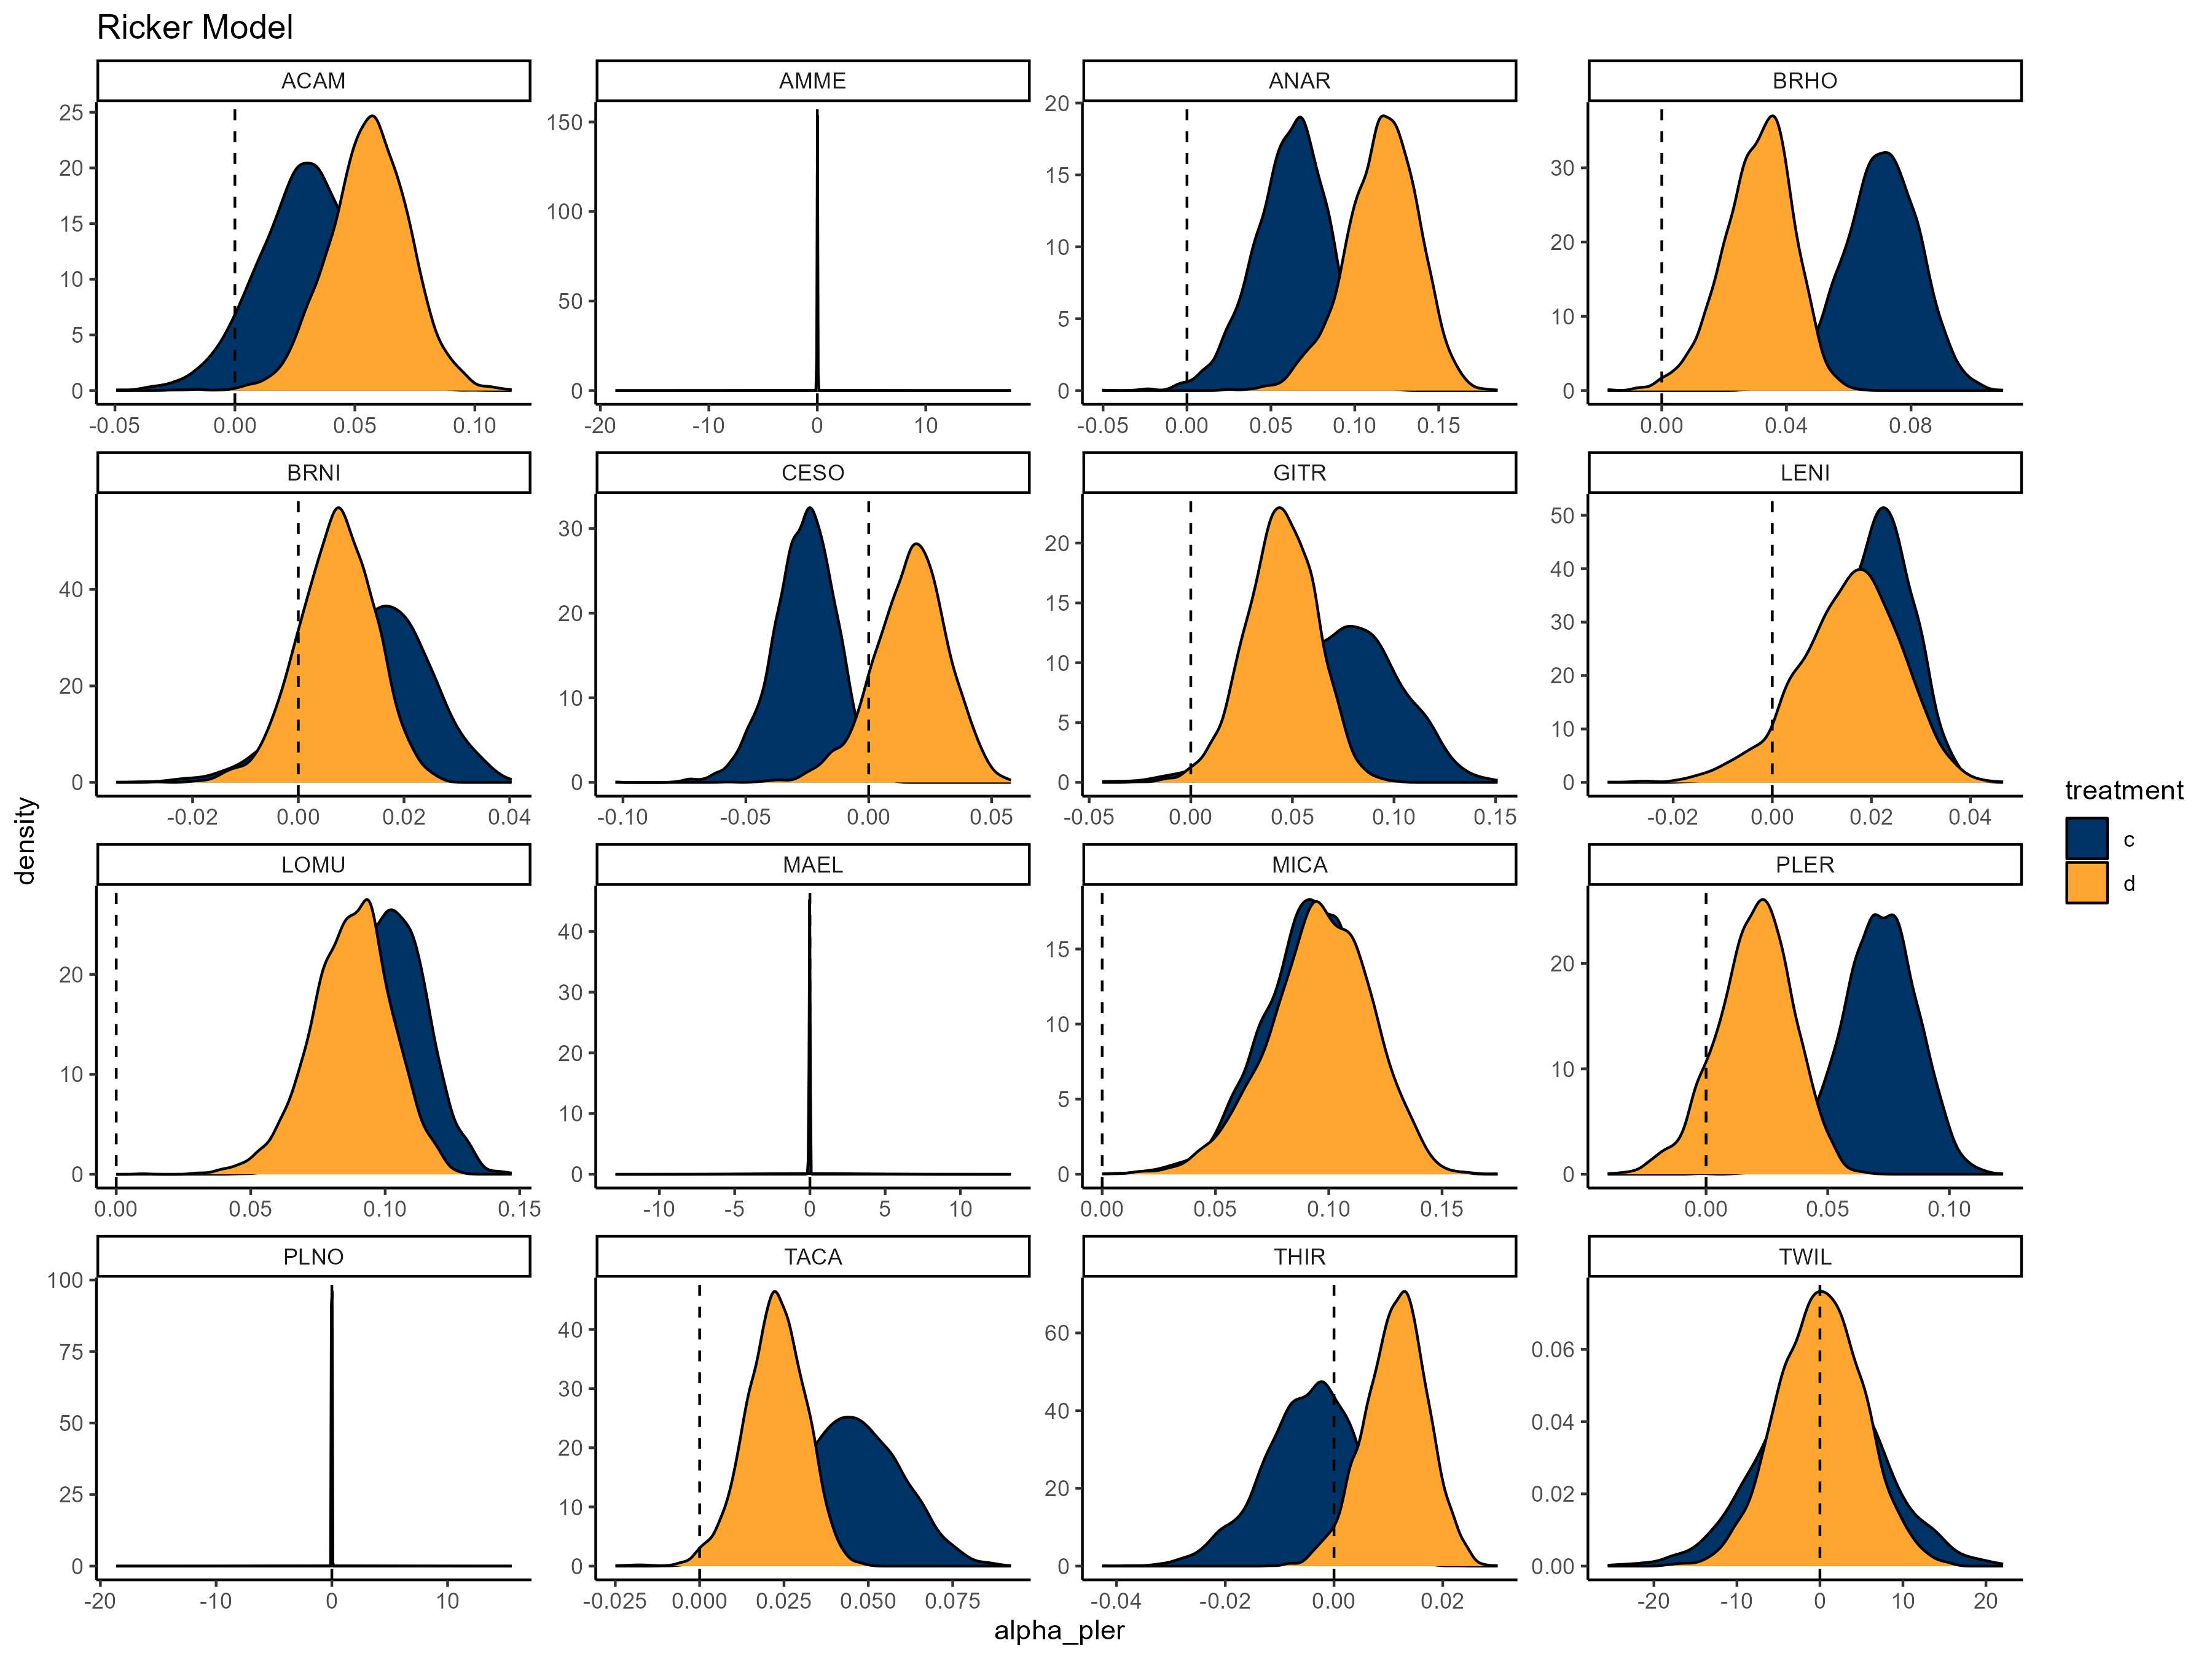 Ricker Model
ACAM AMME ANAR BRHO
25 20 15 10 5 0
150 100 50 0
20 15 10 5 0
30 20 10 0
-0.05 0.00 0.05 0.10
-20 -10 0 10
-0.05 0.00 0.05 0.10 0.15
0.00 0.04 0.08
BRNI CESO GITR LENI
40 20 0
30 20 10 0
20 15 10 5 0
50 40 30 20 10 0
-0.02 0.00 0.02 0.04
-0.10 -0.05 0.00 0.05
-0.05 0.00 0.05 0.10 0.15
-0.02 0.00 0.02 0.04
density
treatment
c
d
LOMU MAEL MICA PLER
20 10 0
40 30 20 10 0
15 10 5 0
20 10 0
0.00 0.05 0.10 0.15
-10 -5 0 5 10
0.00 0.05 0.10 0.15
0.00 0.05 0.10
PLNO TACA THIR TWIL
100 75 50 25 0
40 30 20 10 0
60 40 20 0
0.06 0.04 0.02 0.00
-20 -10 0 10
-0.025 0.000 0.025 0.050 0.075
-0.04 -0.02 0.00 0.02
-20 -10 0 10 20
alpha_pler